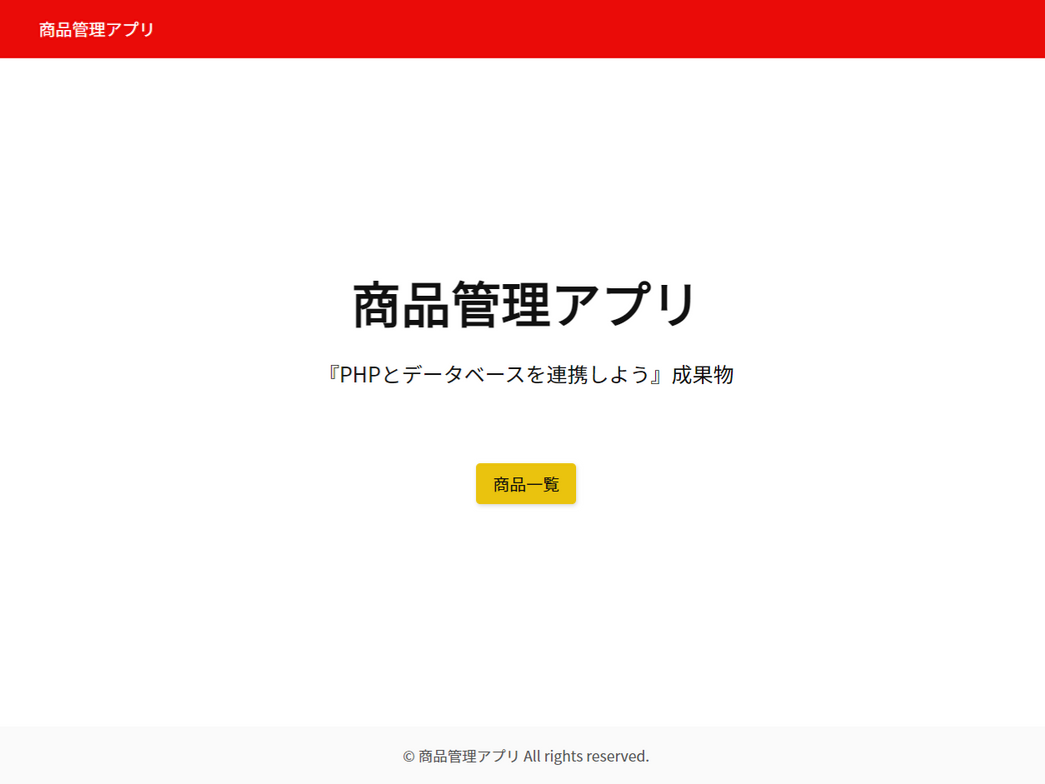 商品管理アプリ
商品管理アプリ
『PHPとデータベースを連携しよう』成果物
商品一覧
© 商品管理アプリ All rights reserved.